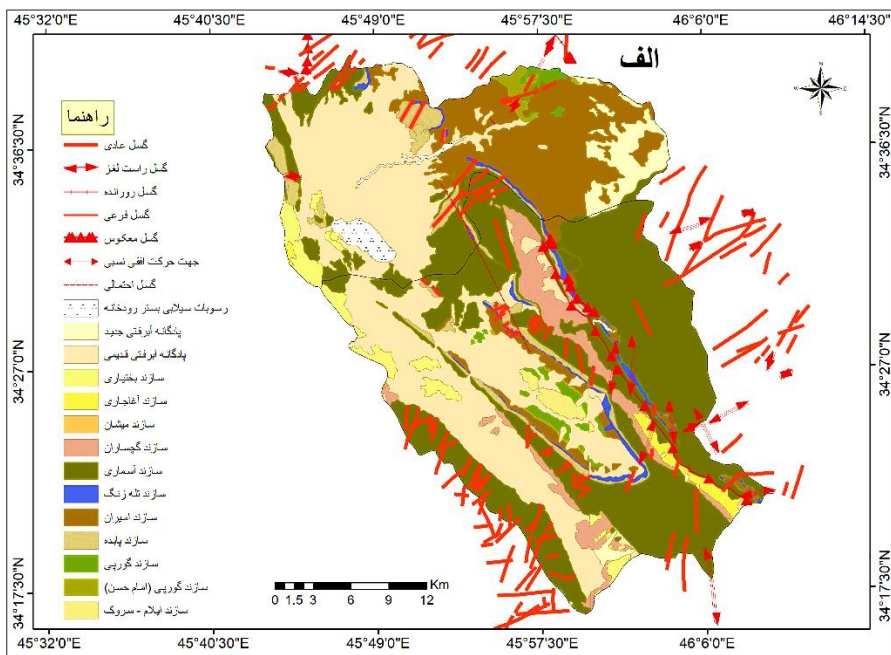 45°32'0"E 45°40'30"E 45°49'0"E 45°57'30"E 46°6'0"E 46°14'30"E
الف
34°36'30"N
34°27'0"N
34°17'30"N
راهنما
گسل عادی
گسل راست لغز
گسل رورانده
گسل فرعی
گسل معکوس
جهت حرکت افقی نسبی
گسل احتمالی
رسوبات سیلابی بستر رودخانه
پادگانه آبرفتی جدید
پادگانه آبرفتی قدیمی
سازند بختیاری
سازند آغاجاری
سازند میشان
سازند گچساران
سازند آسماری
سازند تله زنگ
سازند امیران
سازند پابده
سازند گورپی
سازند گورپی (امام حسن)
سازند ایلام - سروک
Km
0 1.5 3 6 9 12
34°36'30"N
34°27'0"N
34°17'30"N
45°32'0"E 45°40'30"E 45°49'0"E 45°57'30"E 46°6'0"E